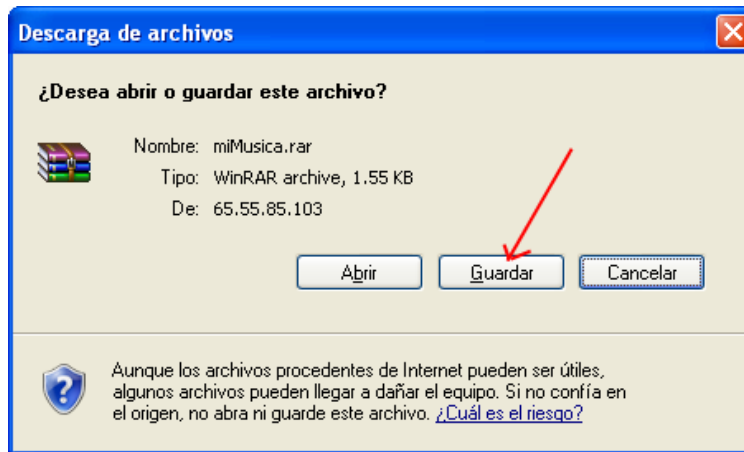 Descarga de archivos
¿Desea abrir o guardar este archivo?
Nombre: miMusica.rar
Tipo: WinRAR archive, 1.55 KB
De: 65.55.85.103
Abrir Guardar Cancelar
Aunque los archivos procedentes de Internet pueden ser útiles,
algunos archivos pueden llegar a dañar el equipo. Si no confía en
el origen, no abra ni guarde este archivo. ¿Cuál es el riesgo?